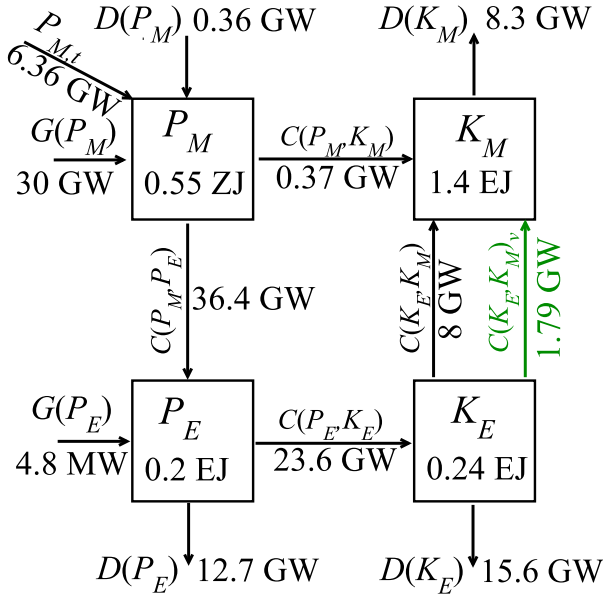 P_M,t
6.36 GW
D(P_M) 0.36 GW
D(K_M) 8.3 GW
G(P_M)
30 GW
P_M
0.55 ZJ
C(P_M,K_M)
0.37 GW
K_M
1.4 EJ
C(P_M,P_E)
36.4 GW
C(K_E,K_M)
8 GW
C(K_E,K_M)_v
1.79 GW
G(P_E)
4.8 MW
P_E
0.2 EJ
C(P_E,K_E)
23.6 GW
K_E
0.24 EJ
D(P_E) 12.7 GW
D(K_E) 15.6 GW